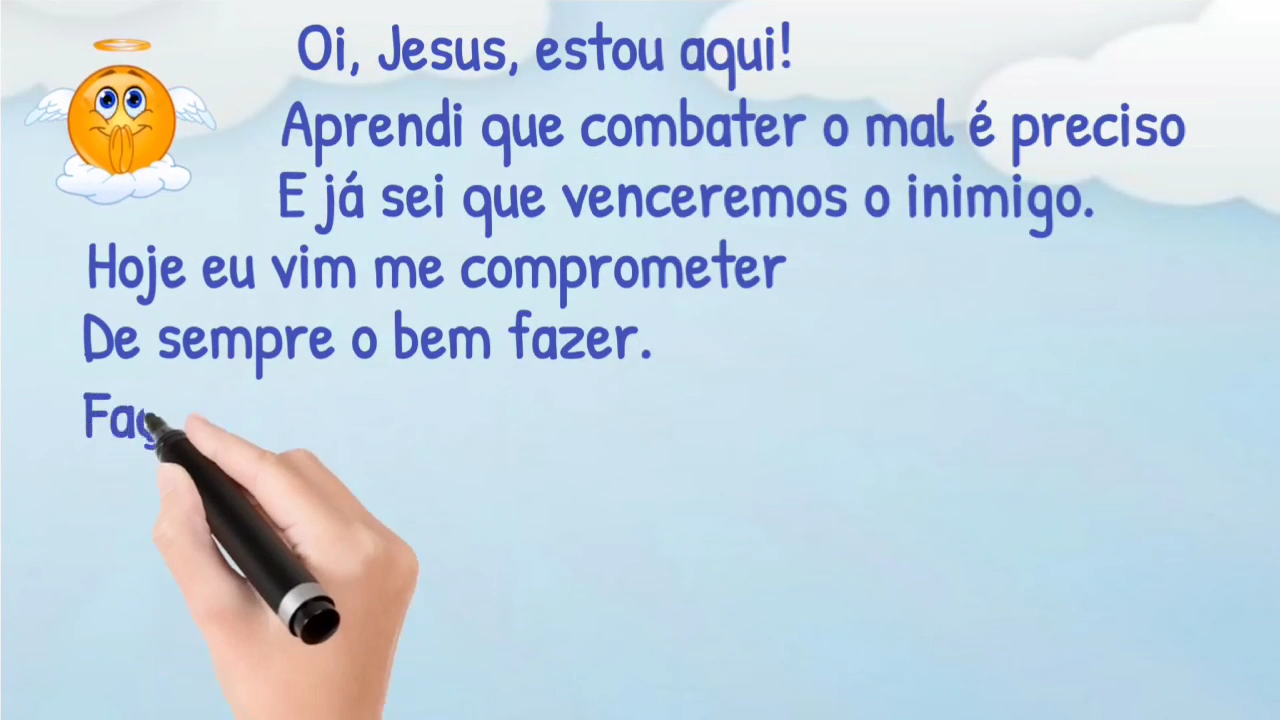 Oi, Jesus, estou aqui!
Aprendi que combater o mal é preciso
E já sei que venceremos o inimigo.
Hoje eu vim me comprometer
De sempre o bem fazer.